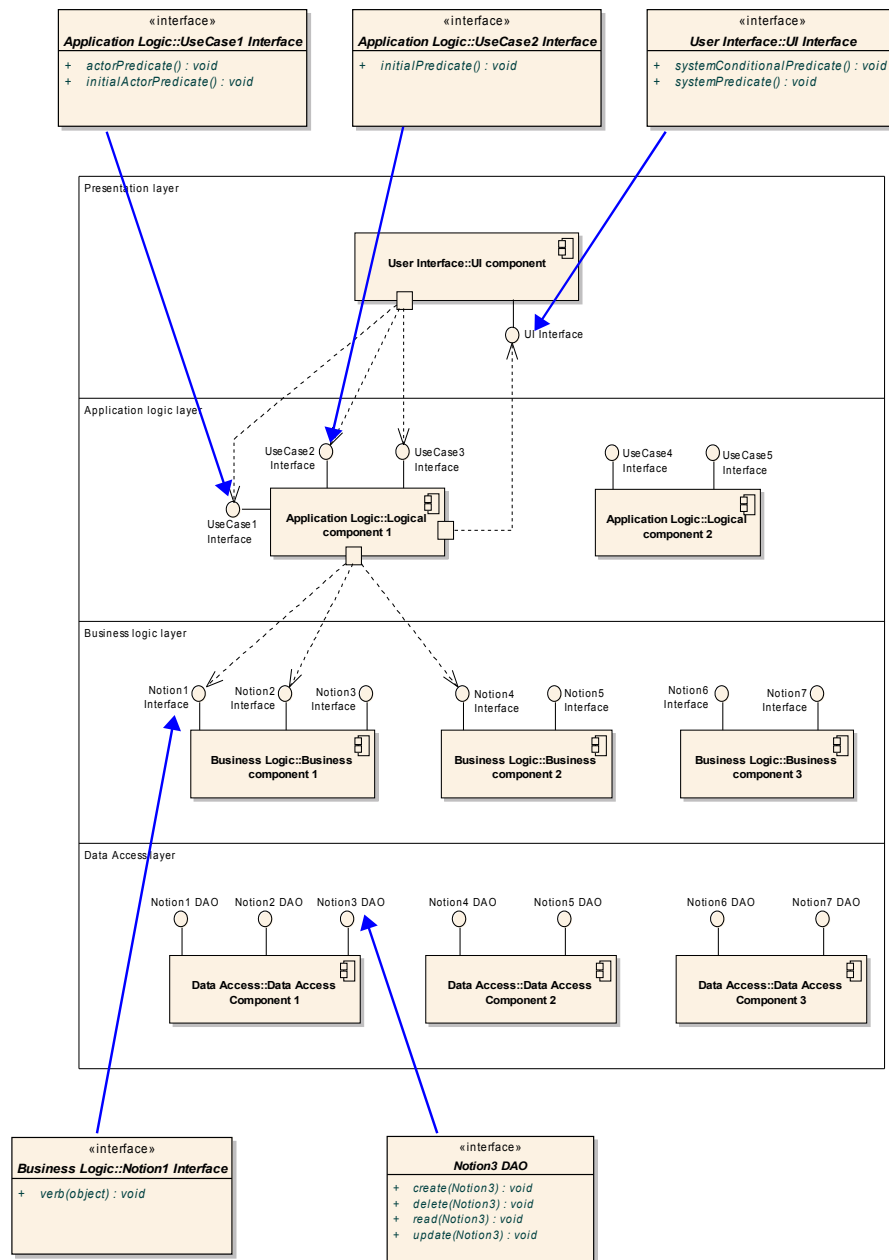 «interface»
Application Logic::UseCase1 Interface
+ actorPredicate() : void
+ initialActorPredicate() : void
«interface»
Application Logic::UseCase2 Interface
+ initialPredicate() : void
«interface»
User Interface::UI Interface
+ systemConditionalPredicate() : void
+ systemPredicate() : void
Presentation layer
User Interface::UI component
UI Interface
Application logic layer
UseCase2
Interface
UseCase3
Interface
UseCase4
Interface
UseCase5
Interface
UseCase1
Interface
Application Logic::Logical
component 1
Application Logic::Logical
component 2
Business logic layer
Notion1
Interface
Notion2
Interface
Notion3
Interface
Notion4
Interface
Notion5
Interface
Notion6
Interface
Notion7
Interface
Business Logic::Business
component 1
Business Logic::Business
component 2
Business Logic::Business
component 3
Data Access layer
Notion1 DAO
Notion2 DAO
Notion3 DAO
Notion4 DAO
Notion5 DAO
Notion6 DAO
Notion7 DAO
Data Access::Data Access
Component 1
Data Access::Data Access
Component 2
Data Access::Data Access
Component 3
«interface»
Business Logic::Notion1 Interface
+ verb(object) : void
«interface»
Notion3 DAO
+ create(Notion3) : void
+ delete(Notion3) : void
+ read(Notion3) : void
+ update(Notion3) : void